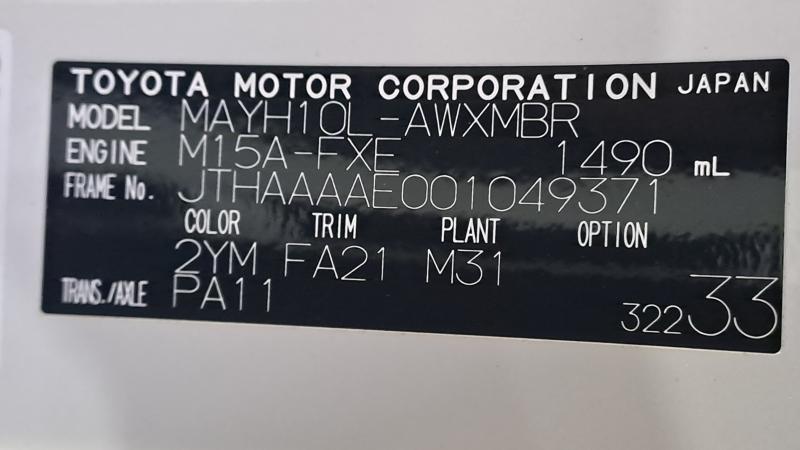 TOYOTA MOTOR CORPORATION JAPAN
MODEL MAYH10L-AWXMBR
ENGINE M15A-FXE 1490 mL
FRAME No. JTHAAAAAE001049371
COLOR TRIM PLANT OPTION
2YM FA21 M31
TRANS./AXLE PA11 32233